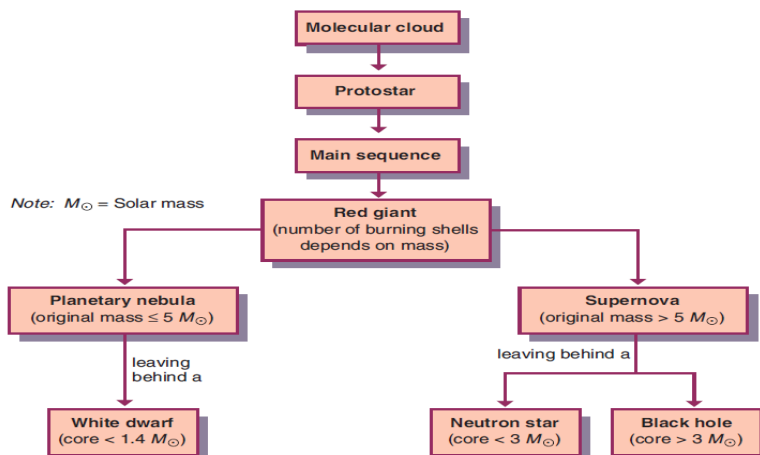 Molecular cloud
Protostar
Main sequence
Note: M☉ = Solar mass
Red giant
(number of burning shells
depends on mass)
Planetary nebula
(original mass ≤ 5 M☉)
Supernova
(original mass > 5 M☉)
leaving
behind a
leaving behind a
White dwarf
(core < 1.4 M☉)
Neutron star
(core < 3 M☉)
Black hole
(core > 3 M☉)